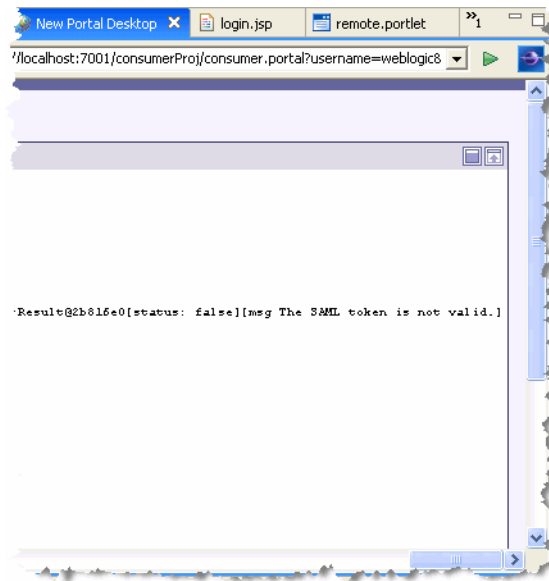 New Portal Desktop
login.jsp
remote.portlet
»1
'/localhost:7001/consumerProj/consumer.portal?username=weblogic&
Result@2b816e0[status: false][msg The SAML token is not valid.]